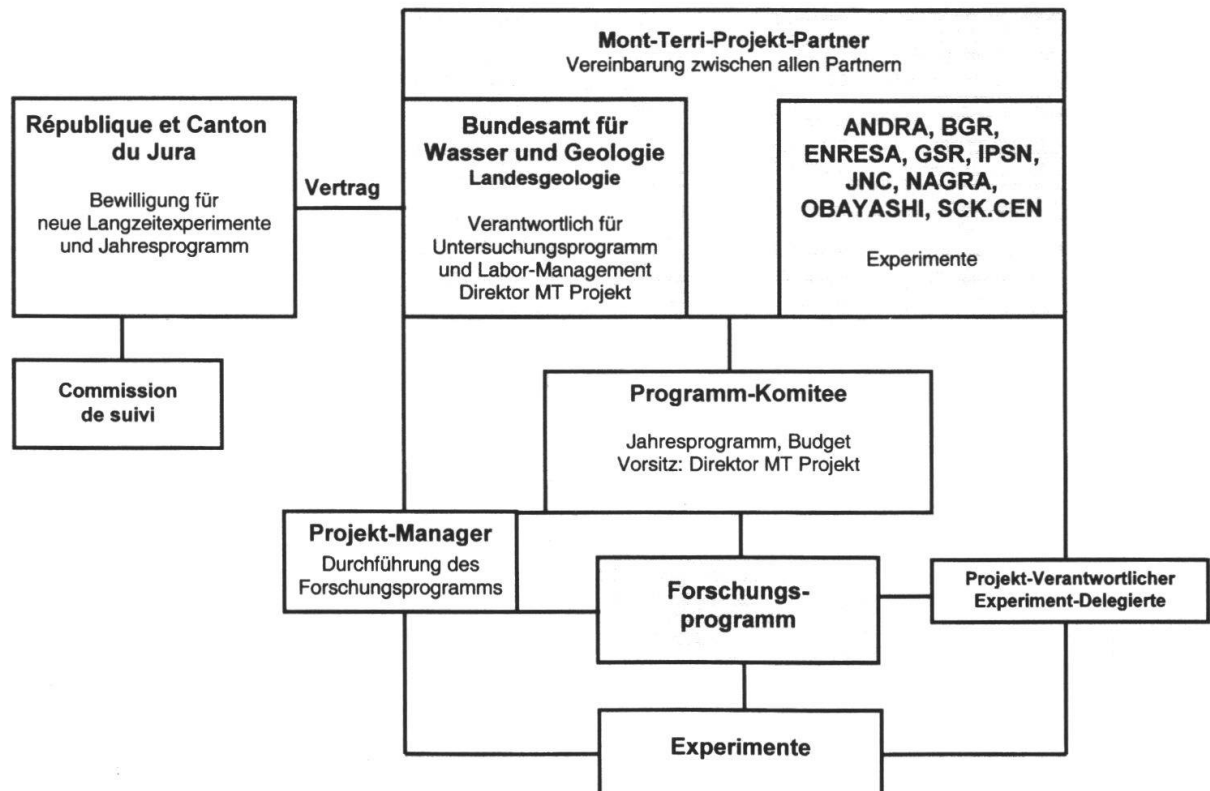 Mont-Terri-Projekt-Partner
Vereinbarung zwischen allen Partnern
République et Canton
du Jura
Bewilligung für
neue Langzeitexperimente
und Jahresprogramm
Vertrag
Bundesamt für
Wasser und Geologie
Landesgeologie
Verantwortlich für
Untersuchungsprogramm
und Labor-Management
Direktor MT Projekt
ANDRA, BGR,
ENRESA, GSR, IPSN,
JNC, NAGRA,
OBAYASHI, SCK.CEN
Experimente
Commission
de suivi
Programm-Komitee
Jahresprogramm, Budget
Vorsitz: Direktor MT Projekt
Projekt-Manager
Durchführung des
Forschungsprogramms
Forschungs-
programm
Projekt-Verantwortlicher
Experiment-Delegierte
Experimente